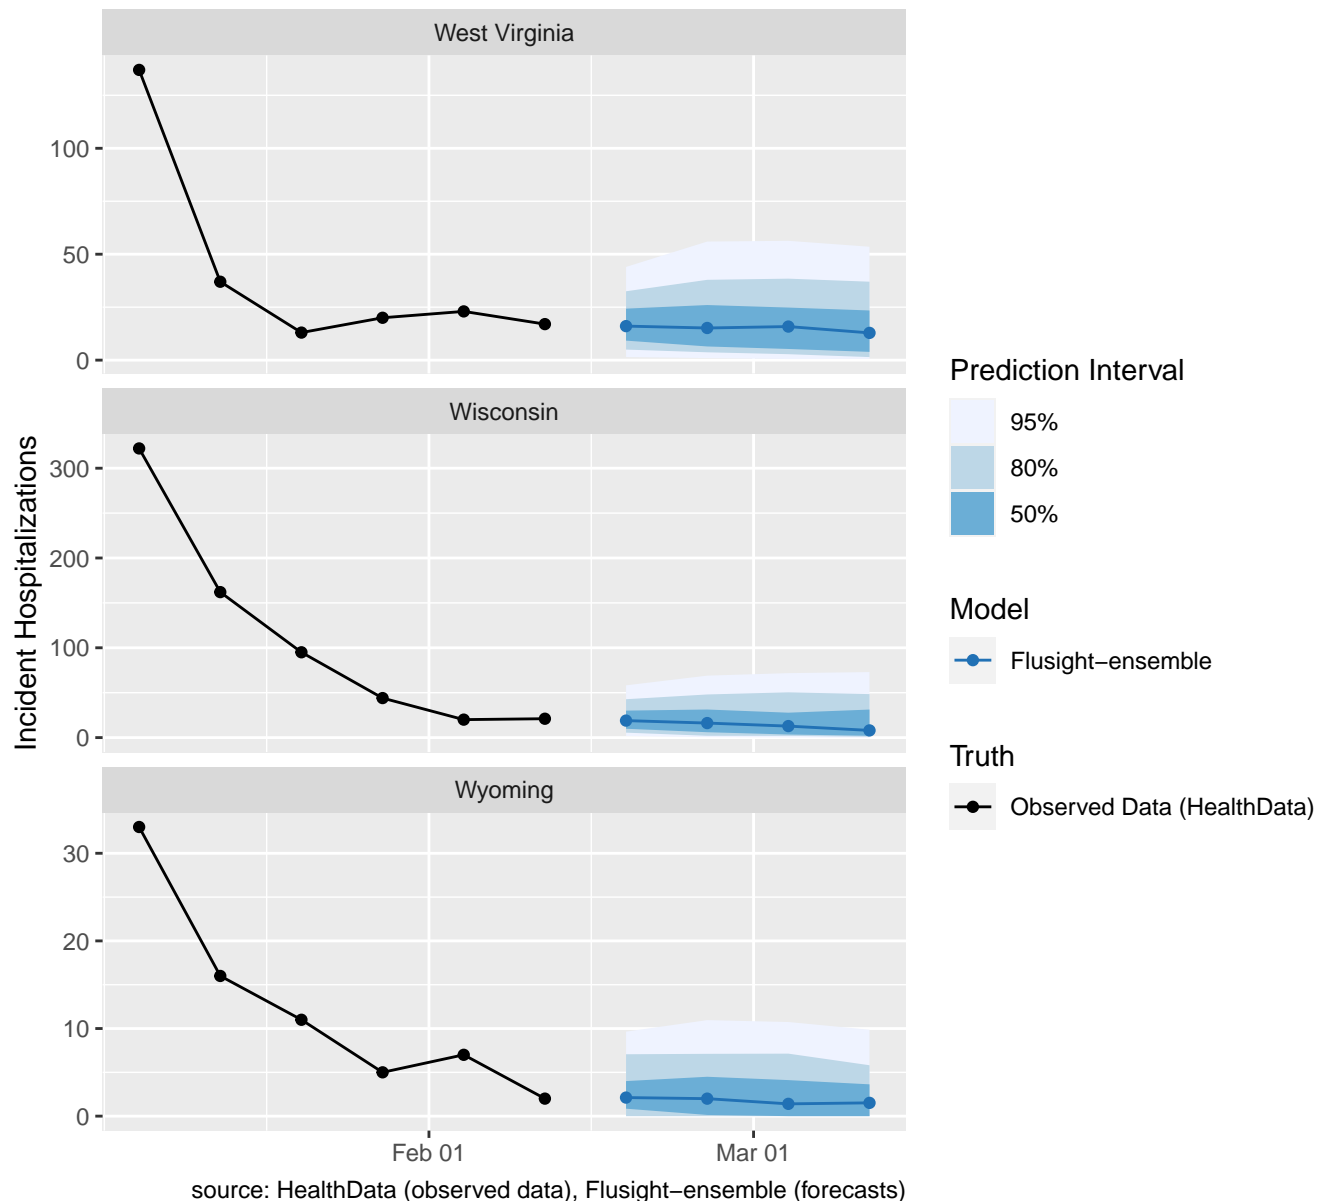 West Virginia
100
50
0
Wisconsin
300
200
100
0
Wyoming
30
20
10
0
Incident Hospitalizations
Feb 01
Mar 01
source: HealthData (observed data), Flusight−ensemble (forecasts)
Prediction Interval
95%
80%
50%
Model
Flusight−ensemble
Truth
Observed Data (HealthData)